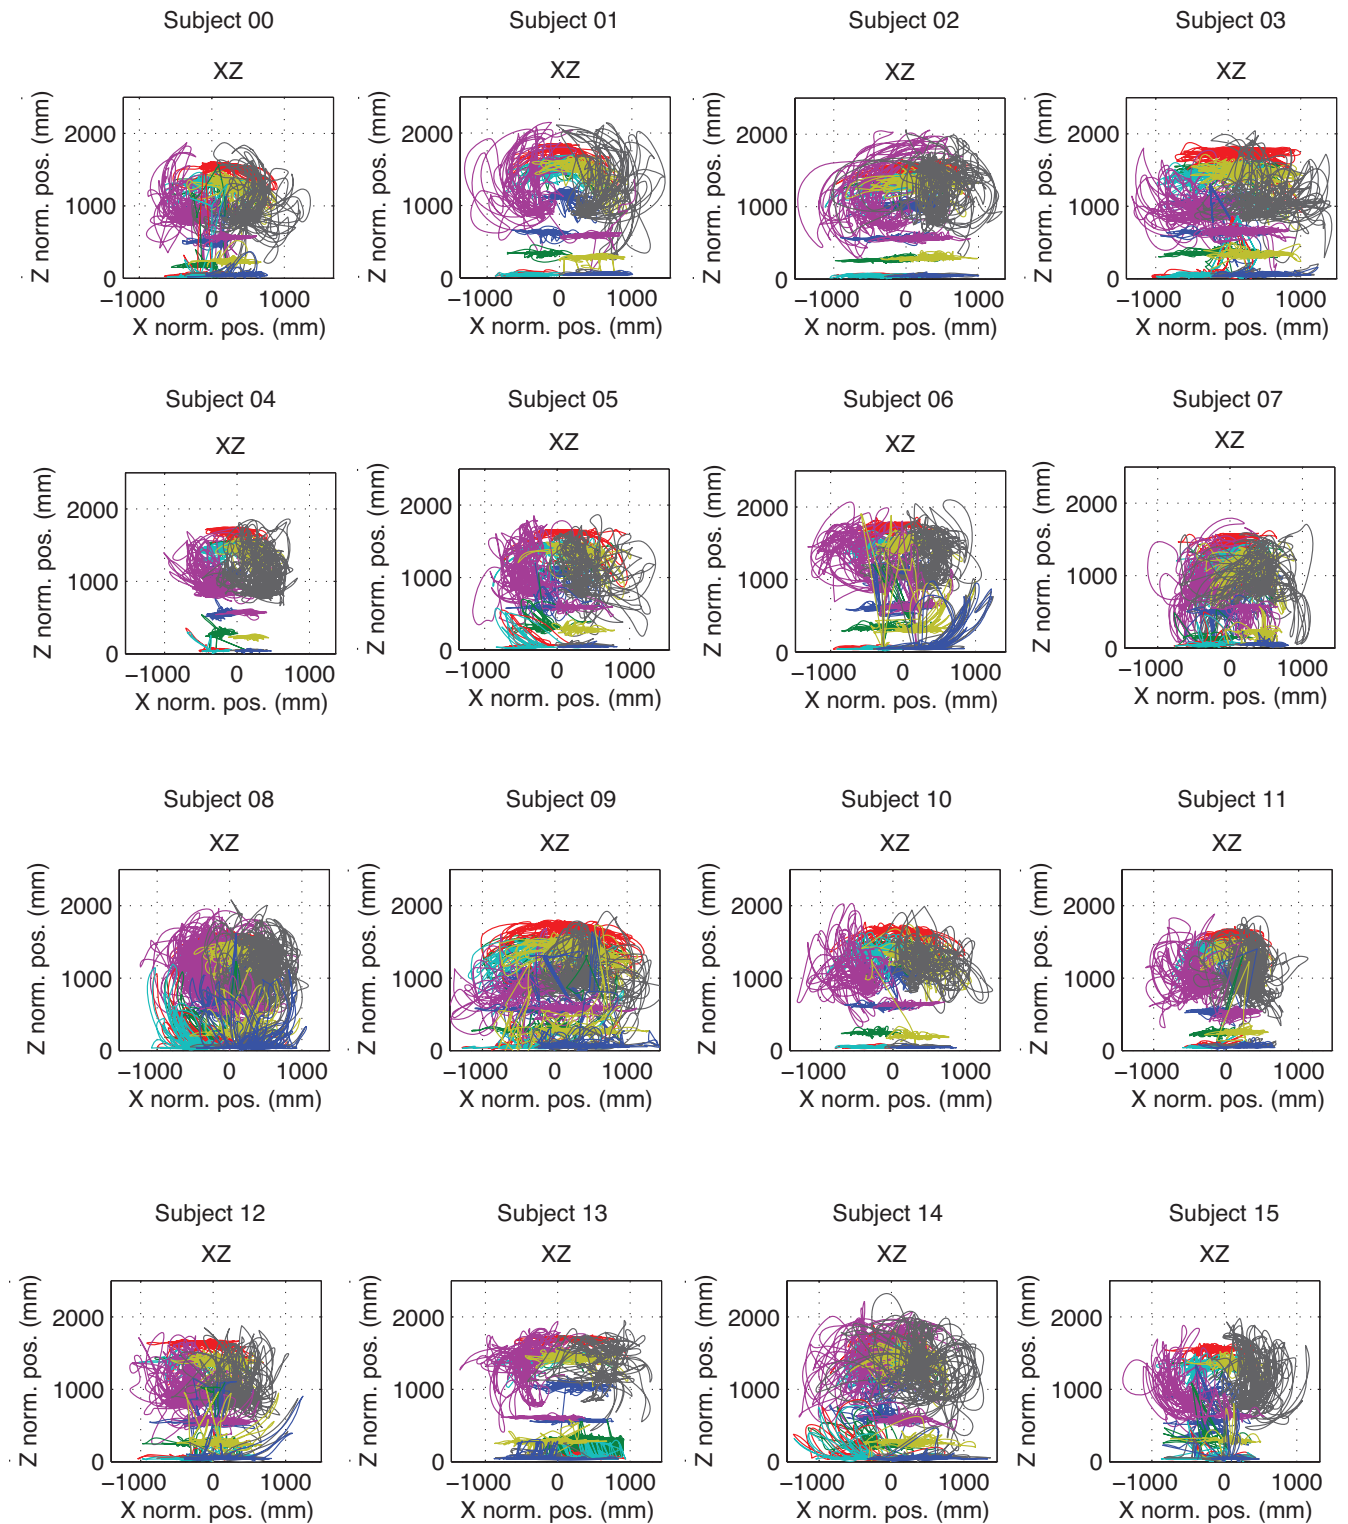 Subject 00 Subject 01 Subject 02 Subject 03
XZ XZ XZ XZ
Z norm. pos. (mm) Z norm. pos. (mm) Z norm. pos. (mm) Z norm. pos. (mm)
2000 2000 2000 2000
1000 1000 1000 1000
0 0 0 0
−1000 0 1000 −1000 0 1000 −1000 0 1000 −1000 0 1000
X norm. pos. (mm) X norm. pos. (mm) X norm. pos. (mm) X norm. pos. (mm)
Subject 04 Subject 05 Subject 06 Subject 07
XZ XZ XZ XZ
Z norm. pos. (mm) Z norm. pos. (mm) Z norm. pos. (mm) Z norm. pos. (mm)
2000 2000 2000 2000
1000 1000 1000 1000
0 0 0 0
−1000 0 1000 −1000 0 1000 −1000 0 1000 −1000 0 1000
X norm. pos. (mm) X norm. pos. (mm) X norm. pos. (mm) X norm. pos. (mm)
Subject 08 Subject 09 Subject 10 Subject 11
XZ XZ XZ XZ
Z norm. pos. (mm) Z norm. pos. (mm) Z norm. pos. (mm) Z norm. pos. (mm)
2000 2000 2000 2000
1000 1000 1000 1000
0 0 0 0
−1000 0 1000 −1000 0 1000 −1000 0 1000 −1000 0 1000
X norm. pos. (mm) X norm. pos. (mm) X norm. pos. (mm) X norm. pos. (mm)
Subject 12 Subject 13 Subject 14 Subject 15
XZ XZ XZ XZ
Z norm. pos. (mm) Z norm. pos. (mm) Z norm. pos. (mm) Z norm. pos. (mm)
2000 2000 2000 2000
1000 1000 1000 1000
0 0 0 0
−1000 0 1000 −1000 0 1000 −1000 0 1000 −1000 0 1000
X norm. pos. (mm) X norm. pos. (mm) X norm. pos. (mm) X norm. pos. (mm)